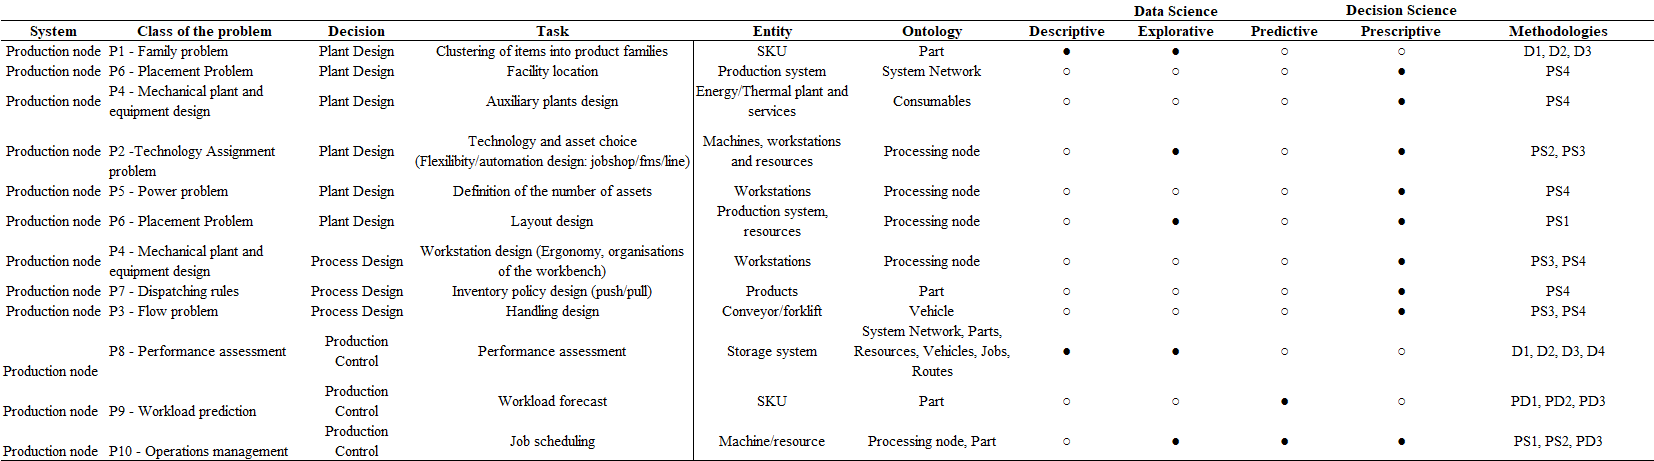 Data Science Decision Science
System Class of the problem Decision Task Entity Ontology Descriptive Explorative Predictive Prescriptive Methodologies
Production node P1 - Family problem Plant Design Clustering of items into product families SKU Part ● ● ○ ○ D1, D2, D3
Production node P6 - Placement Problem Plant Design Facility location Production system System Network ○ ○ ○ ● PS4
P4 - Mechanical plant and Energy/Thermal plant and
Production node Plant Design Auxiliary plants design Consumables ○ ○ ○ ● PS4
equipment design services
Technology and asset choice Machines, workstations
Production node P2 -Technology Assignment Plant Design Processing node ○ ● ○ ● PS2, PS3
problem (Flexilibity/automation design: jobshop/fms/line) and resources
Production node P5 - Power problem Plant Design Definition of the number of assets Workstations Processing node ○ ○ ○ ● PS4
Production system,
Production node P6 - Placement Problem Plant Design Layout design Processing node ○ ● ○ ● PS1
resources
P4 - Mechanical plant and Workstation design (Ergonomy, organisations
Production node Process Design Workstations Processing node ○ ○ ○ ● PS3, PS4
equipment design of the workbench)
Production node P7 - Dispatching rules Process Design Inventory policy design (push/pull) Products Part ○ ○ ○ ● PS4
Production node P3 - Flow problem Process Design Handling design Conveyor/forklift Vehicle ○ ○ ○ ● PS3, PS4
Production System Network, Parts,
P8 - Performance assessment Performance assessment Storage system Resources, Vehicles, Jobs, ● ● ○ ○ D1, D2, D3, D4
Production node Control Routes
Production
Production node P9 - Workload prediction Control Workload forecast SKU Part ○ ○ ● ○ PD1, PD2, PD3
Production
Production node P10 - Operations management Control Job scheduling Machine/resource Processing node, Part ○ ● ● ● PS1, PS2, PD3